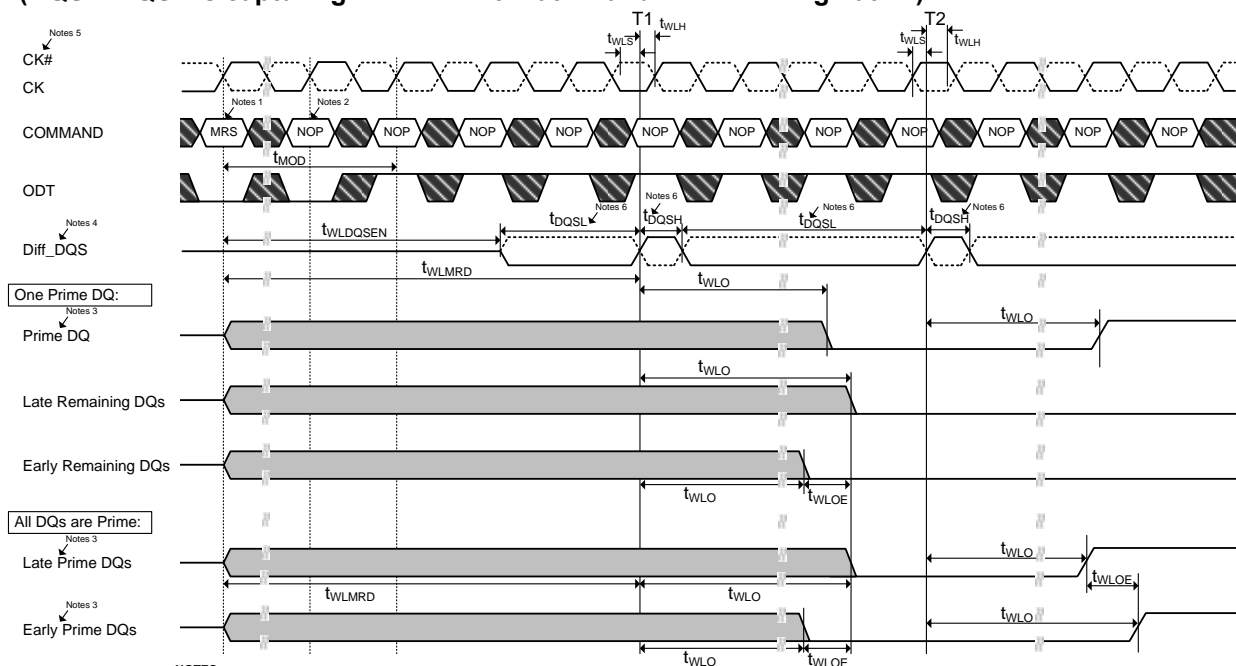 T1 T2
tWLS tWLH tWLS tWLH
Notes 5
CK#
CK
Notes 1 Notes 2
COMMAND MRS NOP NOP NOP NOP NOP NOP NOP NOP NOP NOP NOP
tMOD
ODT
Notes 4 Notes 6 Notes 6 Notes 6 Notes 6
tDQSL tDQSH tDQSL tDQSH
Diff_DQS tWLDQSEN
tWLMRD
tWLO
One Prime DQ:
Notes 3
Prime DQ tWLO
tWLO
Late Remaining DQs
Early Remaining DQs
tWLO tWLOE
All DQs are Prime:
Notes 3
Late Prime DQs tWLO
tWLMRD tWLO tWLOE
Notes 3
Early Prime DQs tWLO
tWLO tWLOE